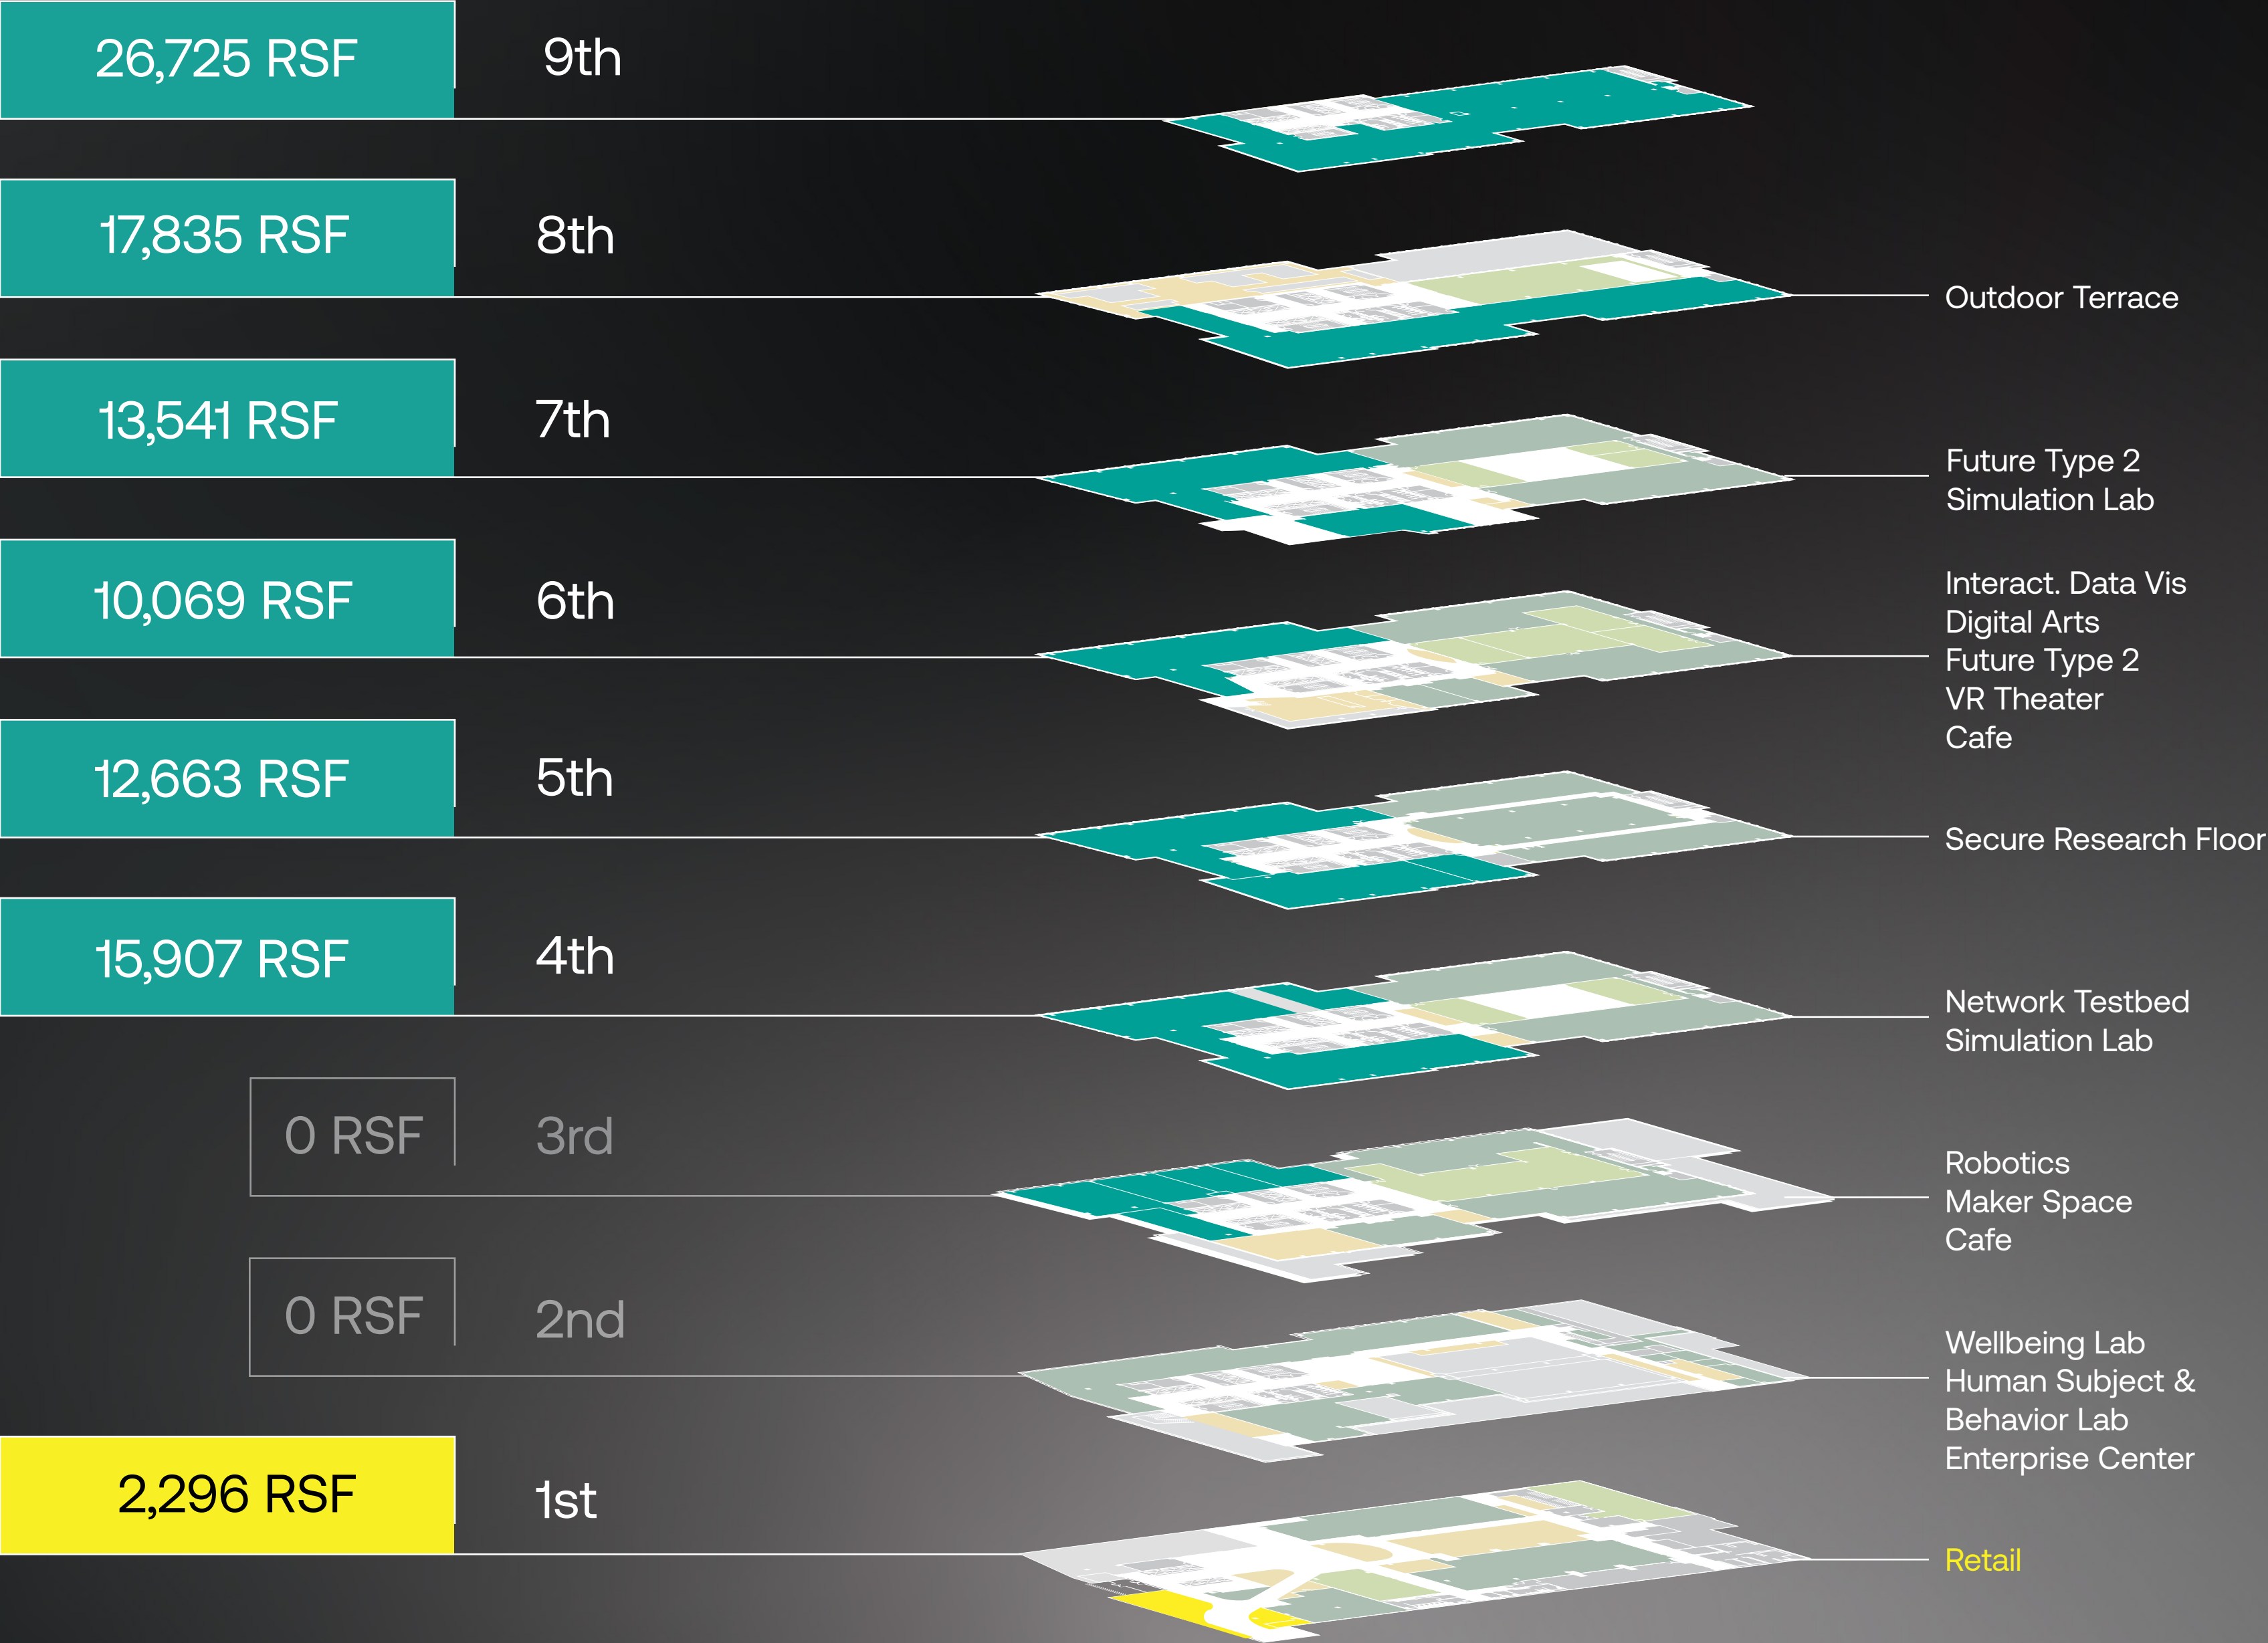 26,725 RSF
9th
17,835 RSF
8th
Outdoor Terrace
13,541 RSF
7th
Future Type 2
Simulation Lab
10,069 RSF
6th
Interact. Data Vis
Digital Arts
Future Type 2
VR Theater
Cafe
12,663 RSF
5th
Secure Research Floor
15,907 RSF
4th
Network Testbed
Simulation Lab
0 RSF
3rd
Robotics
Maker Space
Cafe
0 RSF
2nd
Wellbeing Lab
Human Subject &
Behavior Lab
Enterprise Center
2,296 RSF
1st
Retail